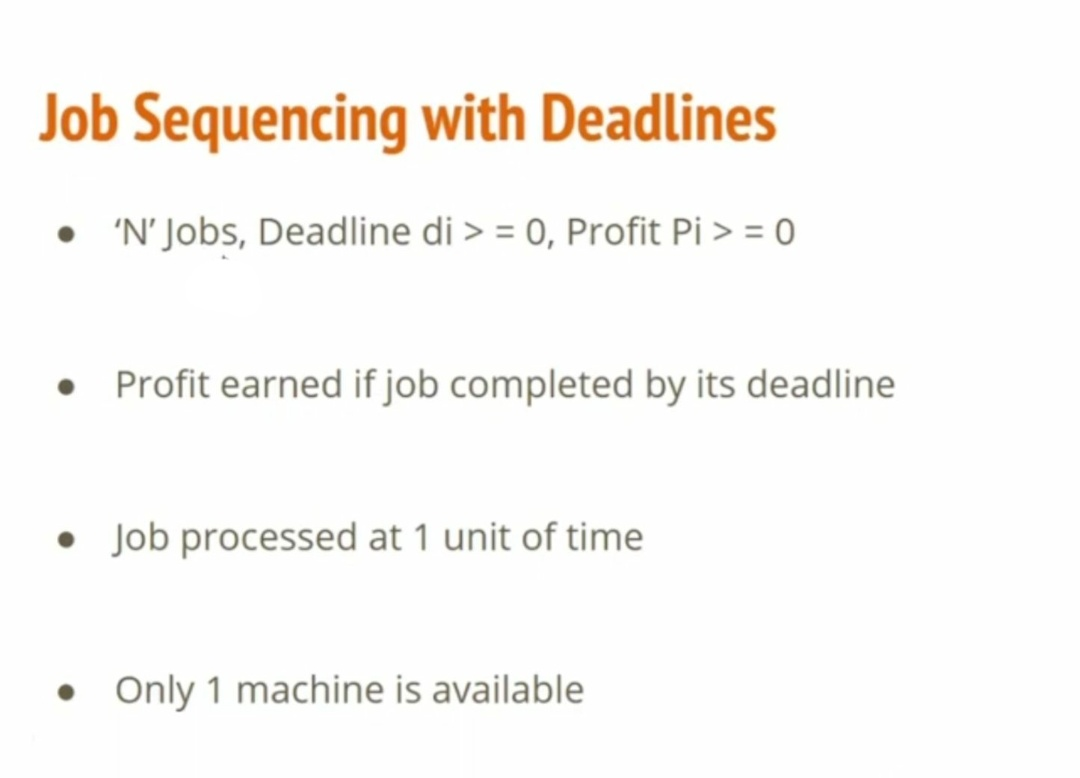 Job Sequencing with Deadlines
● ‘N’ Jobs, Deadline di > = 0, Profit Pi > = 0
● Profit earned if job completed by its deadline
● Job processed at 1 unit of time
● Only 1 machine is available